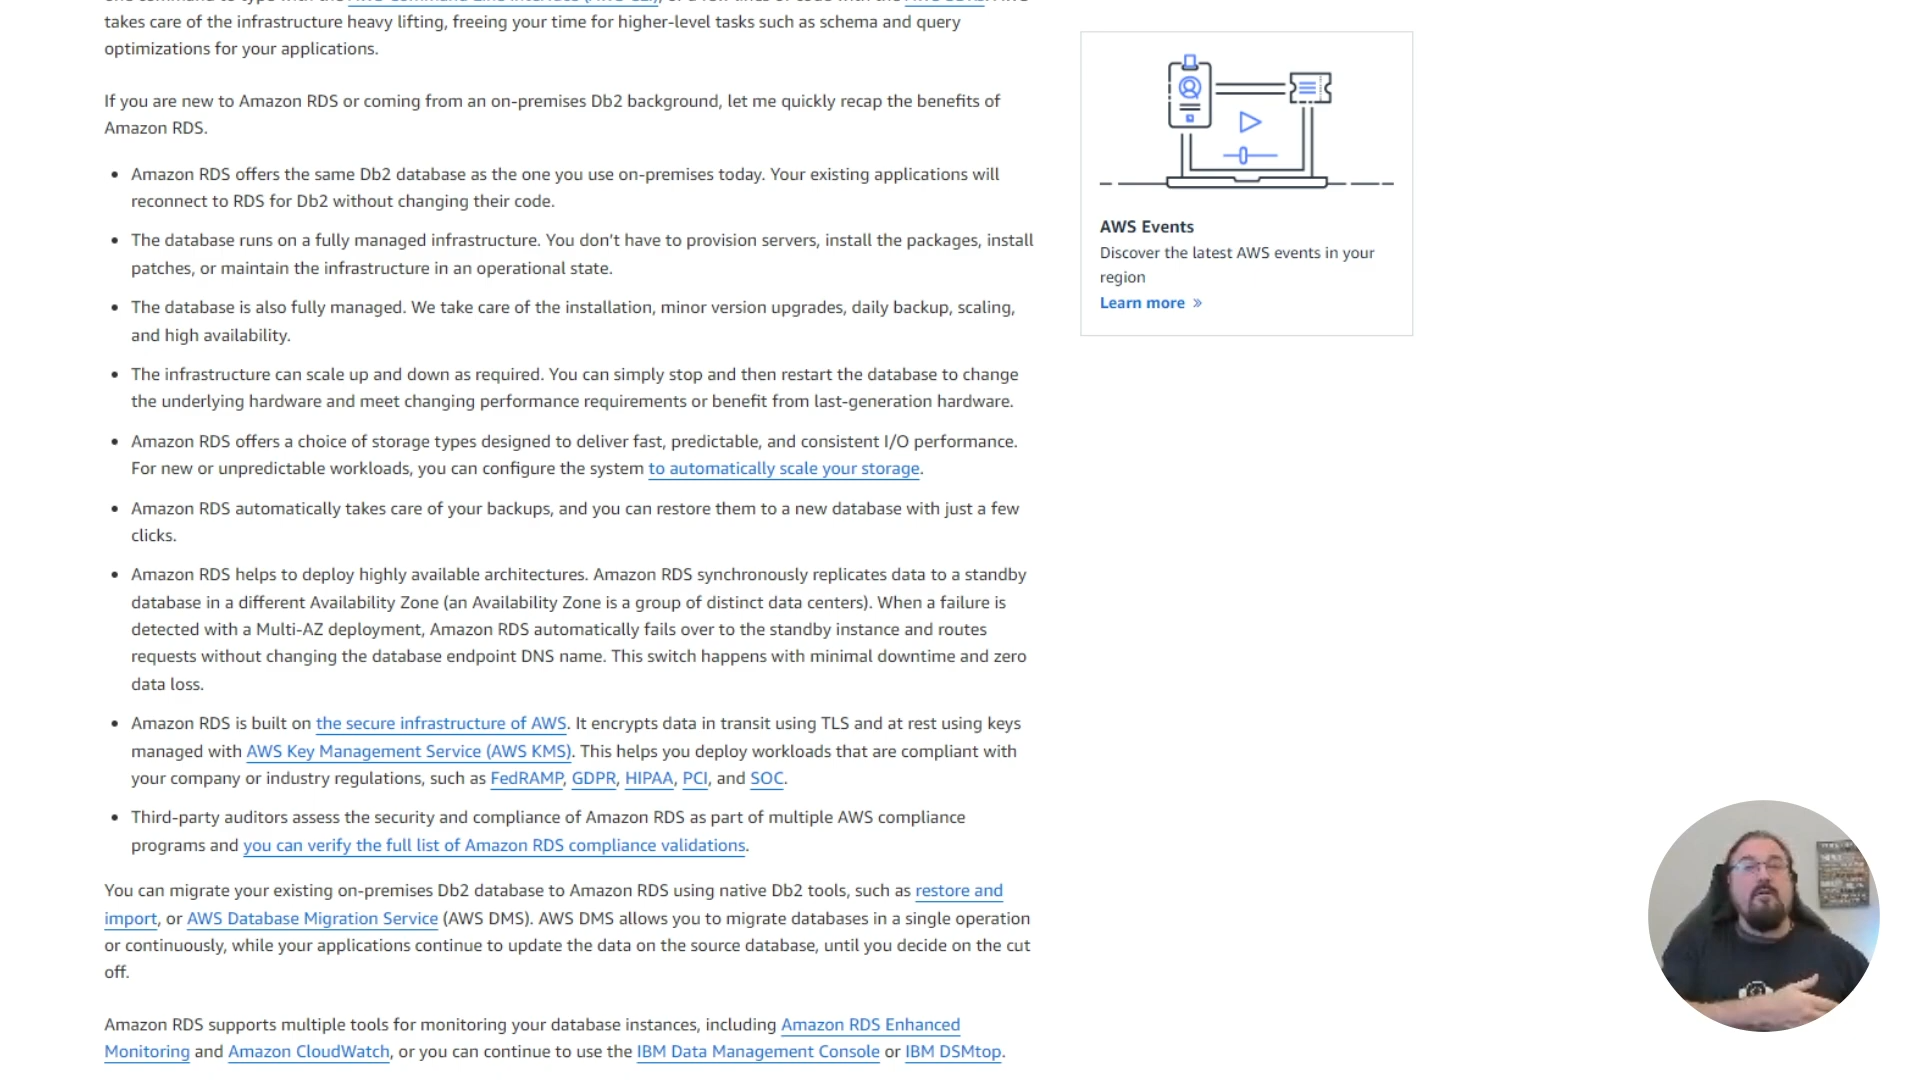 takes care of the infrastructure heavy lifting, freeing your time for higher-level tasks such as schema and query
optimizations for your applications.
If you are new to Amazon RDS or coming from an on-premises Db2 background, let me quickly recap the benefits of
Amazon RDS.
• Amazon RDS offers the same Db2 database as the one you use on-premises today. Your existing applications will
reconnect to RDS for Db2 without changing their code.
• The database runs on a fully managed infrastructure. You don’t have to provision servers, install the packages, install
patches, or maintain the infrastructure in an operational state.
• The database is also fully managed. We take care of the installation, minor version upgrades, daily backup, scaling,
and high availability.
• The infrastructure can scale up and down as required. You can simply stop and then restart the database to change
the underlying hardware and meet changing performance requirements or benefit from last-generation hardware.
• Amazon RDS offers a choice of storage types designed to deliver fast, predictable, and consistent I/O performance.
For new or unpredictable workloads, you can configure the system to automatically scale your storage.
• Amazon RDS automatically takes care of your backups, and you can restore them to a new database with just a few
clicks.
• Amazon RDS helps to deploy highly available architectures. Amazon RDS synchronously replicates data to a standby
database in a different Availability Zone (an Availability Zone is a group of distinct data centers). When a failure is
detected with a Multi-AZ deployment, Amazon RDS automatically fails over to the standby instance and routes
requests without changing the database endpoint DNS name. This switch happens with minimal downtime and zero
data loss.
• Amazon RDS is built on the secure infrastructure of AWS. It encrypts data in transit using TLS and at rest using keys
managed with AWS Key Management Service (AWS KMS). This helps you deploy workloads that are compliant with
your company or industry regulations, such as FedRAMP, GDPR, HIPAA, PCI, and SOC.
• Third-party auditors assess the security and compliance of Amazon RDS as part of multiple AWS compliance
programs and you can verify the full list of Amazon RDS compliance validations.
You can migrate your existing on-premises Db2 database to Amazon RDS using native Db2 tools, such as restore and
import, or AWS Database Migration Service (AWS DMS). AWS DMS allows you to migrate databases in a single operation
or continuously, while your applications continue to update the data on the source database, until you decide on the cut
off.
Amazon RDS supports multiple tools for monitoring your database instances, including Amazon RDS Enhanced
Monitoring and Amazon CloudWatch, or you can continue to use the IBM Data Management Console or IBM DSMtop.
AWS Events
Discover the latest AWS events in your
region
Learn more »